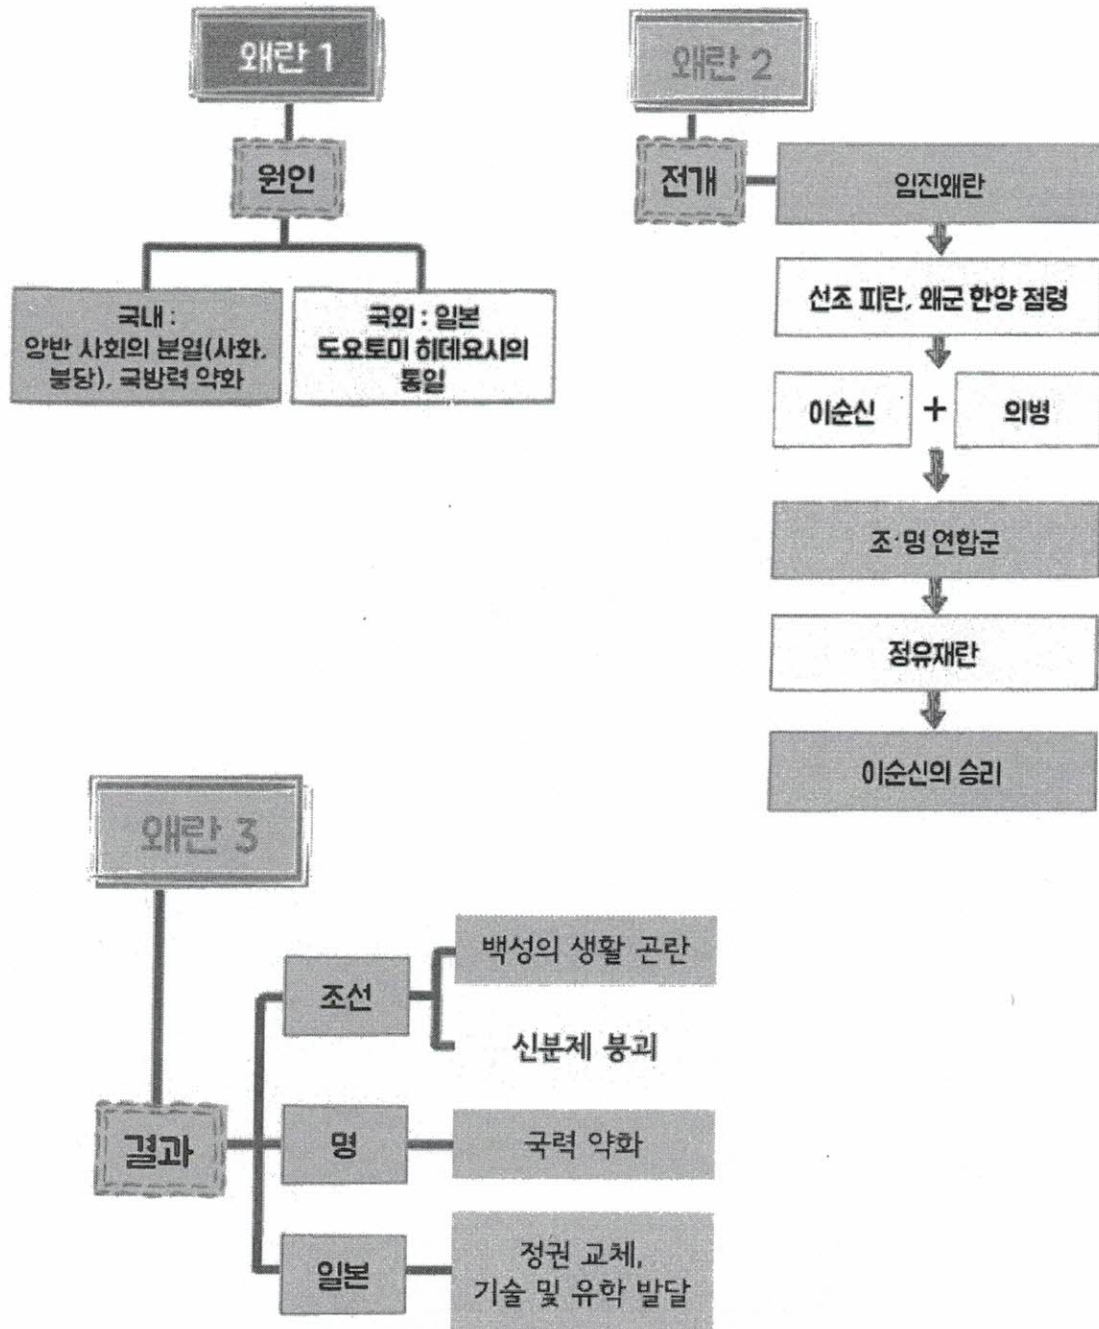 왜란 1
원인
국내 :
양반 사회의 분열(사화,
붕당), 국방력 약화
국외 : 일본
도요토미 히데요시의
통일
왜란 2
전개
임진왜란
선조 피란, 왜군 한양 점령
이순신 + 의병
조·명 연합군
정유재란
이순신의 승리
왜란 3
결과
조선
백성의 생활 곤란
신분제 붕괴
명
국력 약화
일본
정권 교체,
기술 및 유학 발달